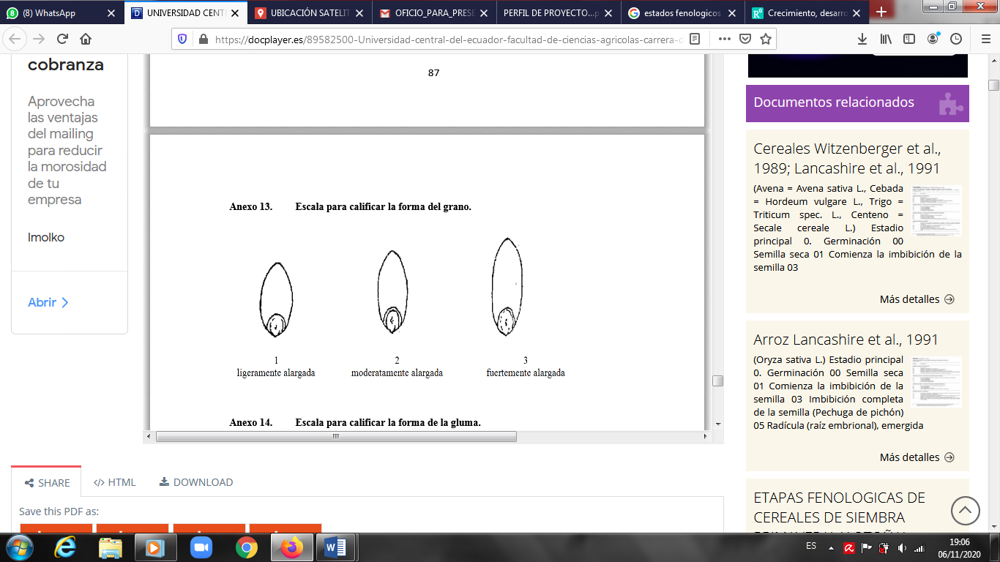 (8) WhatsApp
UNIVERSIDAD CENT
UBICACIÓN SATELIT
OFICIO_PARA_PRESE
PERFIL DE PROYECTO...p
estados fenologicos
Crecimiento, desarro
https://docplayer.es/89582500-Universidad-central-del-ecuador-facultad-de-ciencias-agricolas-carrera-d
cobranza
Aprovecha
las ventajas
del mailing
para reducir
la morosidad
de tu
empresa
Imolko
Abrir
87
Anexo 13. Escala para calificar la forma del grano.
1
2
3
ligeramente alargada
moderatamente alargada
fuertemente alargada
Anexo 14. Escala para calificar la forma de la gluma.
SHARE
HTML
DOWNLOAD
Save this PDF as:
Documentos relacionados
Cereales Witzenberger et al.,
1989; Lancashire et al., 1991
(Avena = Avena sativa L., Cebada
= Hordeum vulgare L., Trigo =
Triticum spec. L., Centeno =
Secale cereale L.) Estadio
principal 0. Germinación 00
Semilla seca 01 Comienza la imbibición de la
semilla 03
Más detalles
Arroz Lancashire et al., 1991
(Oryza sativa L.) Estadio principal
0. Germinación 00 Semilla seca
01 Comienza la imbibición de la
semilla 03 Imbibición completa
de la semilla (Pechuga de pichón)
05 Radícula (raíz embrional), emergida
Más detalles
ETAPAS FENOLOGICAS DE
CEREALES DE SIEMBRA
ES
19:06
06/11/2020